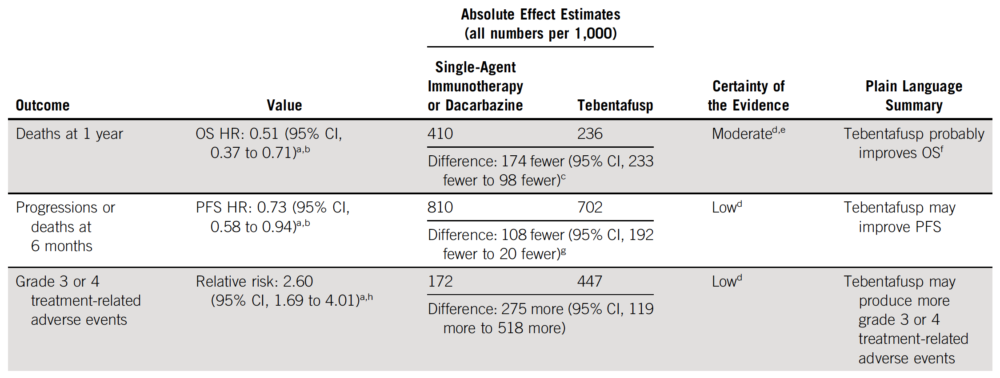 Absolute Effect Estimates
(all numbers per 1,000)
Single-Agent
Immunotherapy
or Dacarbazine
Tebentafusp
Outcome
Value
Certainty of
the Evidence
Plain Language
Summary
Deaths at 1 year
OS HR: 0.51 (95% CI,
0.37 to 0.71)a,b
410
236
Difference: 174 fewer (95% CI, 233
fewer to 98 fewer)c
Moderated,e
Tebentafusp probably
improves OSf
Progressions or
deaths at
6 months
PFS HR: 0.73 (95% CI,
0.58 to 0.94)a,b
810
702
Difference: 108 fewer (95% CI, 192
fewer to 20 fewer)g
Lowd
Tebentafusp may
improve PFS
Grade 3 or 4
treatment-related
adverse events
Relative risk: 2.60
(95% CI, 1.69 to 4.01)a,h
172
447
Difference: 275 more (95% CI, 119
more to 518 more)
Lowd
Tebentafusp may
produce more
grade 3 or 4
treatment-related
adverse events